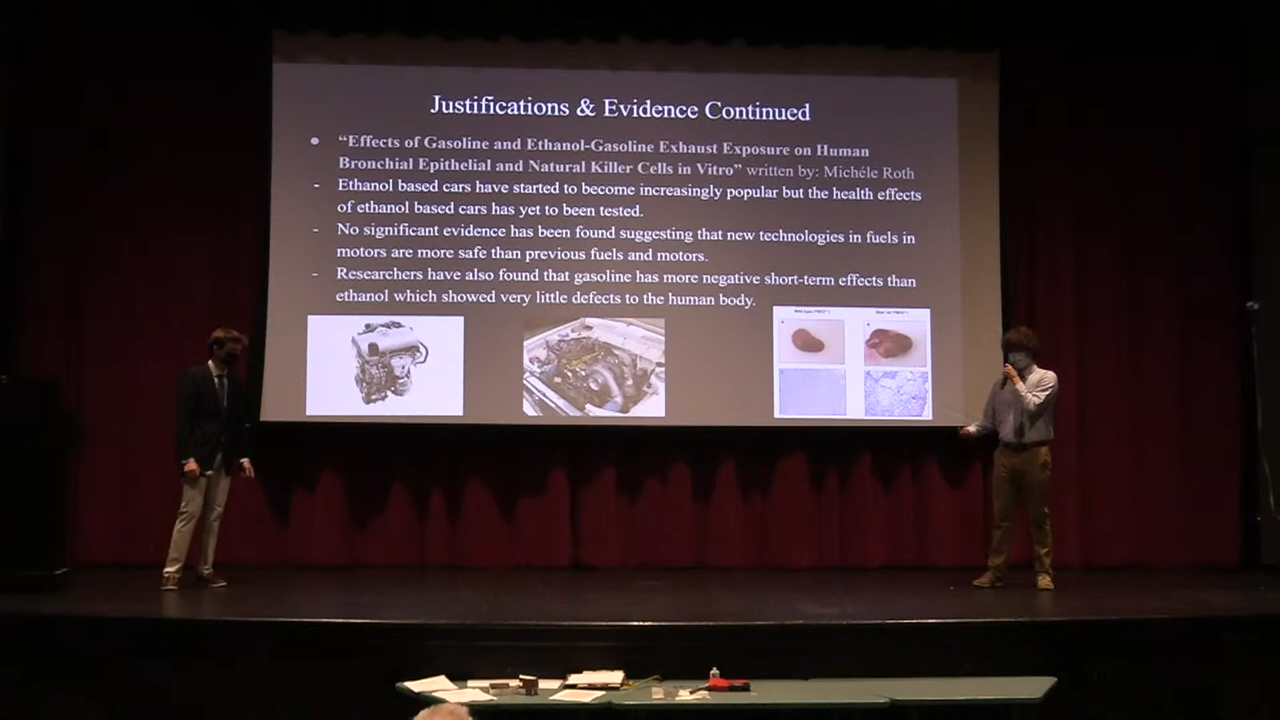 Justifications & Evidence Continued
● “Effects of Gasoline and Ethanol-Gasoline Exhaust Exposure on Human
Bronchial Epithelial and Natural Killer Cells in Vitro” written by: Michéle Roth
- Ethanol based cars have started to become increasingly popular but the health effects
of ethanol based cars has yet to been tested.
- No significant evidence has been found suggesting that new technologies in fuels in
motors are more safe than previous fuels and motors.
- Researchers have also found that gasoline has more negative short-term effects than
ethanol which showed very little defects to the human body.